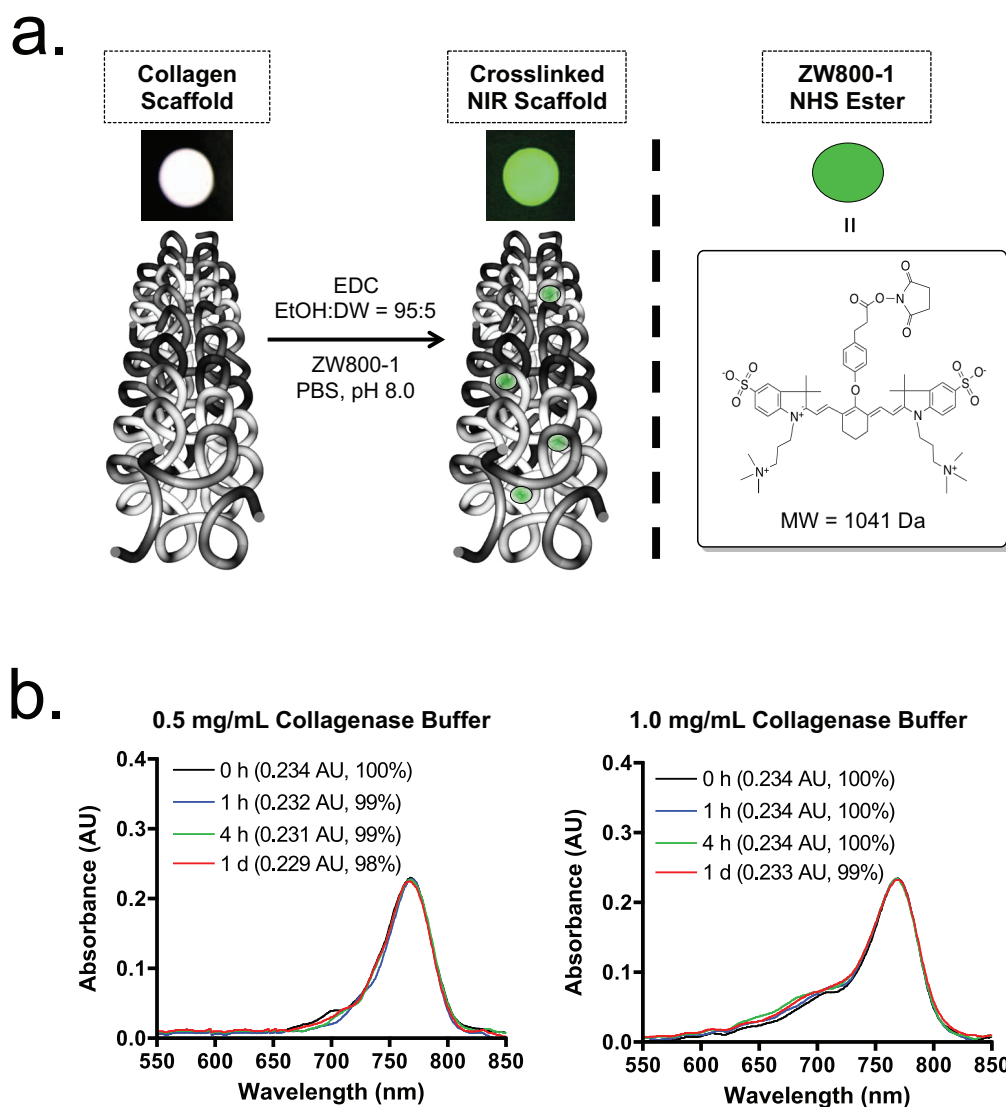 a.
Collagen
Scaffold
Crosslinked
NIR Scaffold
ZW800-1
NHS Ester
=
EDC
EtOH:DW = 95:5
ZW800-1
PBS, pH 8.0
O
O
O
N
O
O
-O
S
O
O
N+
O
N
S
O-
O
O
N+
N+
MW = 1041 Da
b.
0.5 mg/mL Collagenase Buffer
Absorbance (AU)
0.4
0.3
0.2
0.1
0.0
0 h (0.234 AU, 100%)
1 h (0.232 AU, 99%)
4 h (0.231 AU, 99%)
1 d (0.229 AU, 98%)
550 600 650 700 750 800 850
Wavelength (nm)
1.0 mg/mL Collagenase Buffer
Absorbance (AU)
0.4
0.3
0.2
0.1
0.0
0 h (0.234 AU, 100%)
1 h (0.234 AU, 100%)
4 h (0.234 AU, 100%)
1 d (0.233 AU, 99%)
550 600 650 700 750 800 850
Wavelength (nm)